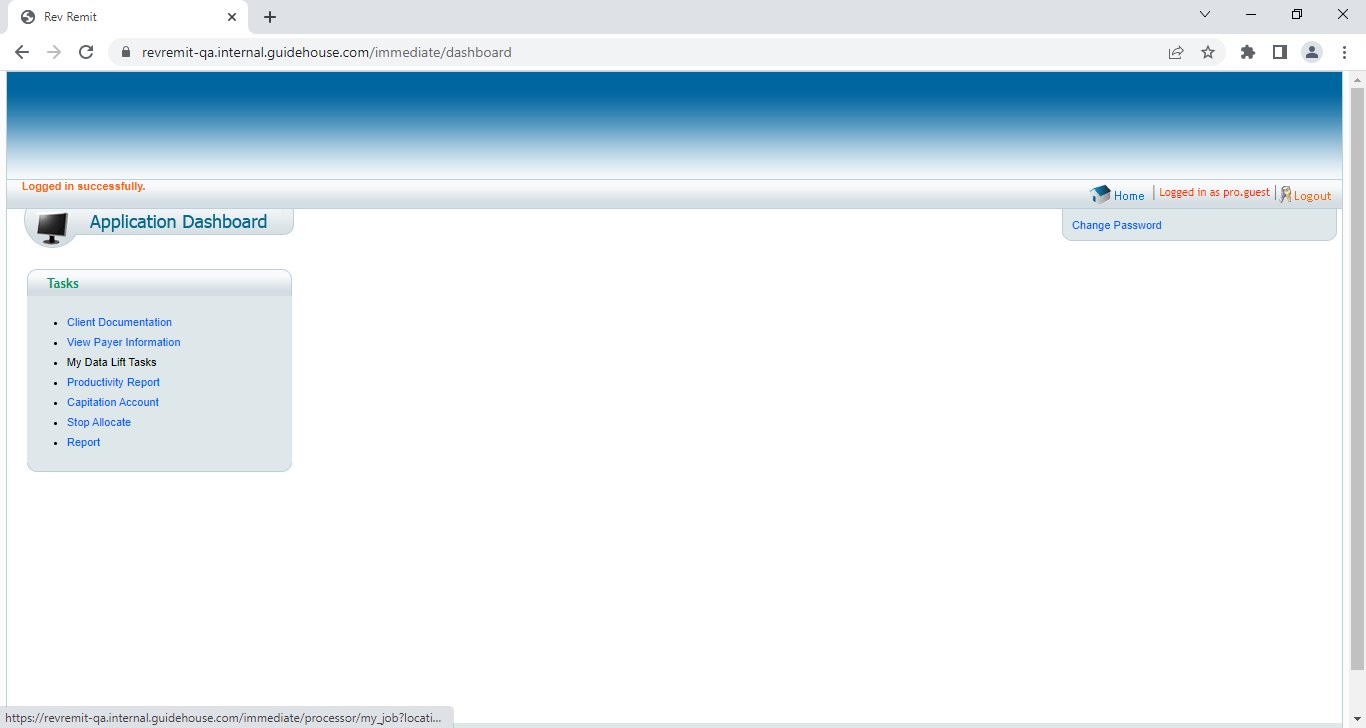 Rev Remit
revremit-qa.internal.guidehouse.com/immediate/dashboard
Logged in successfully.
Home
Logged in as pro.guest
Logout
Application Dashboard
Change Password
Tasks
Client Documentation
View Payer Information
My Data Lift Tasks
Productivity Report
Capitation Account
Stop Allocate
Report
https://revremit-qa.internal.guidehouse.com/immediate/processor/my_job?locati...